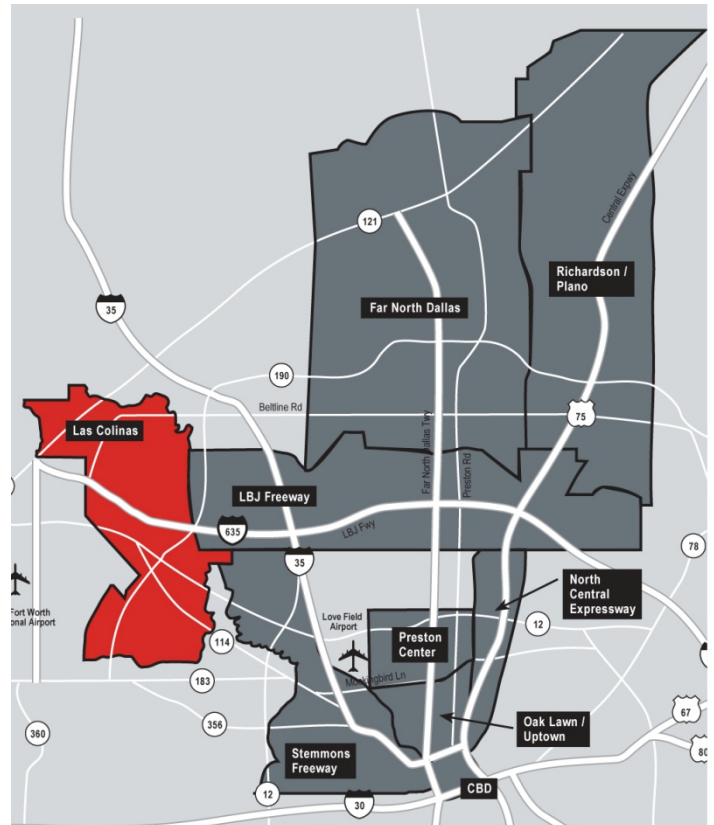 121
Central Expwy
Richardson /
Plano
Far North Dallas
35
190
Beltline Rd
75
Las Colinas
Far North Dallas Twy
Preston Rd
LBJ Freeway
635
LBJ Fwy
78
35
North
Central
Expressway
Fort Worth
onal Airport
Love Field
Airport
12
114
Preston
Center
183
Mockingbird Ln
67
360
356
Oak Lawn /
Uptown
80
Stemmons
Freeway
12
30
CBD